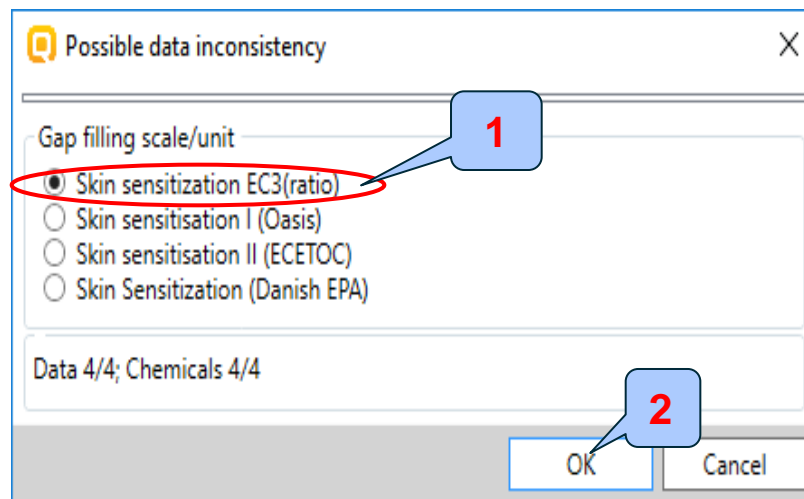 Possible data inconsistency
Gap filling scale/unit
1
Skin sensitization EC3(ratio)
Skin sensitisation I (Oasis)
Skin sensitisation II (ECETOC)
Skin Sensitization (Danish EPA)
Data 4/4; Chemicals 4/4
2
OK
Cancel